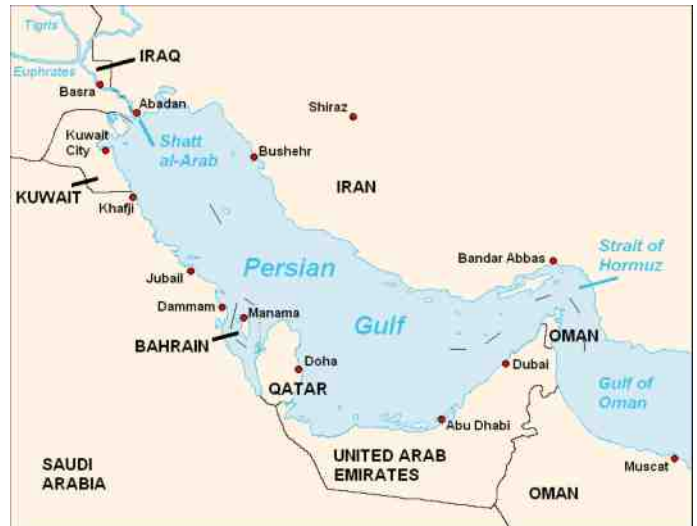 Tigris
IRAQ
Euphrates
Basra
Abadan
Shiraz
Kuwait
City
Shatt
al-Arab
Bushehr
KUWAIT
IRAN
Khafji
Strait of
Hormuz
Bandar Abbas
Jubail
Persian
Dammam
Manama
Gulf
BAHRAIN
OMAN
Doha
Dubai
QATAR
Gulf of
Oman
Abu Dhabi
UNITED ARAB
EMIRATES
SAUDI
ARABIA
Muscat
OMAN